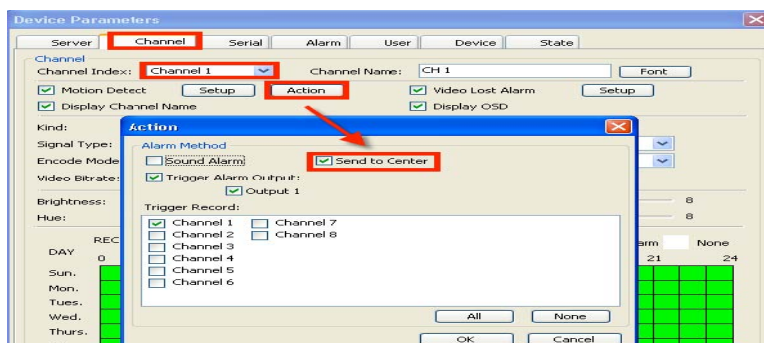 Device Parameters
Server Channel Serial Alarm User Device State
Channel
Channel Index: Channel 1 Channel Name: CH 1 Font
Motion Detect Setup Action Video Lost Alarm Setup
Display Channel Name Display OSD
Kind:
Action
Signal Type:
Alarm Method
Encode Mode
Sound Alarm Send to Center
Video Bitrate:
Trigger Alarm Output:
Output 1
Brightness: 8
Trigger Record:
Hue: 8
Channel 1 Channel 7
Channel 2 Channel 8
REC arm None
Channel 3
DAY 0 21 24
Channel 4
Sun.
Channel 5
Mon.
Channel 6
Tues.
Wed.
All None
Thurs.
OK Cancel